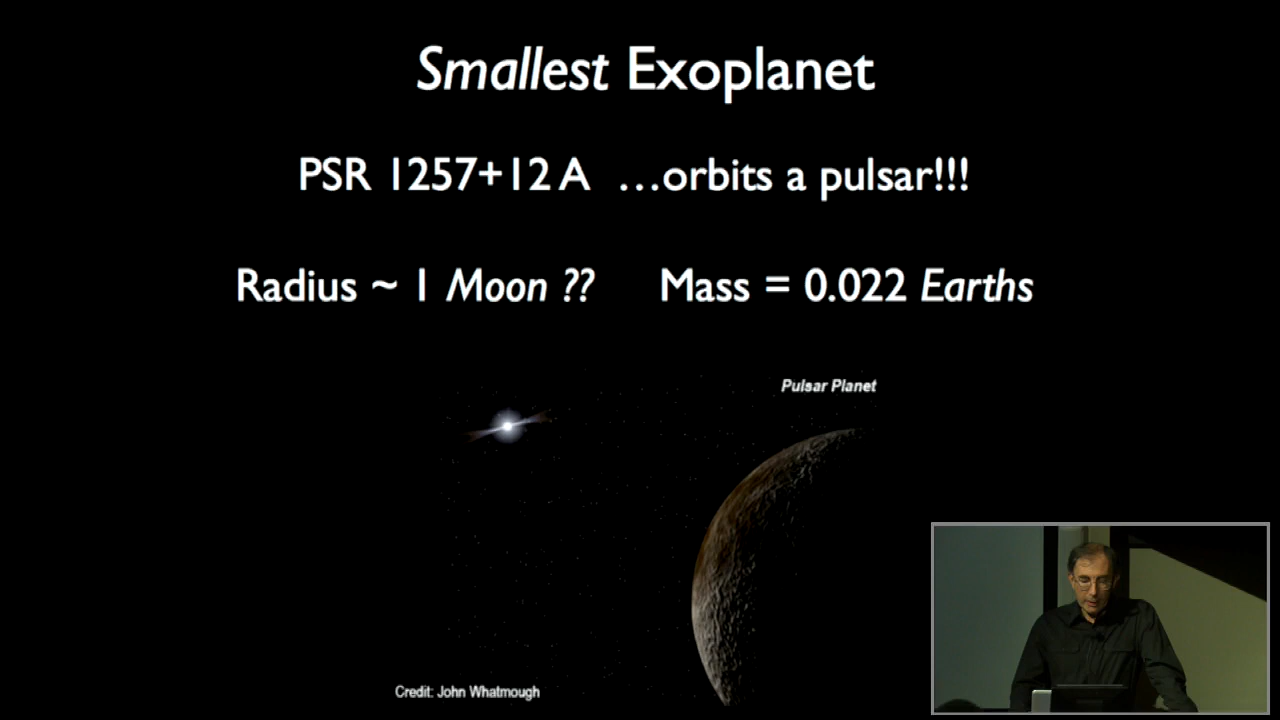 Smallest Exoplanet
PSR 1257+12 A …orbits a pulsar!!!
Radius ~ 1 Moon ?? Mass = 0.022 Earths
Pulsar Planet
Credit: John Whatmough